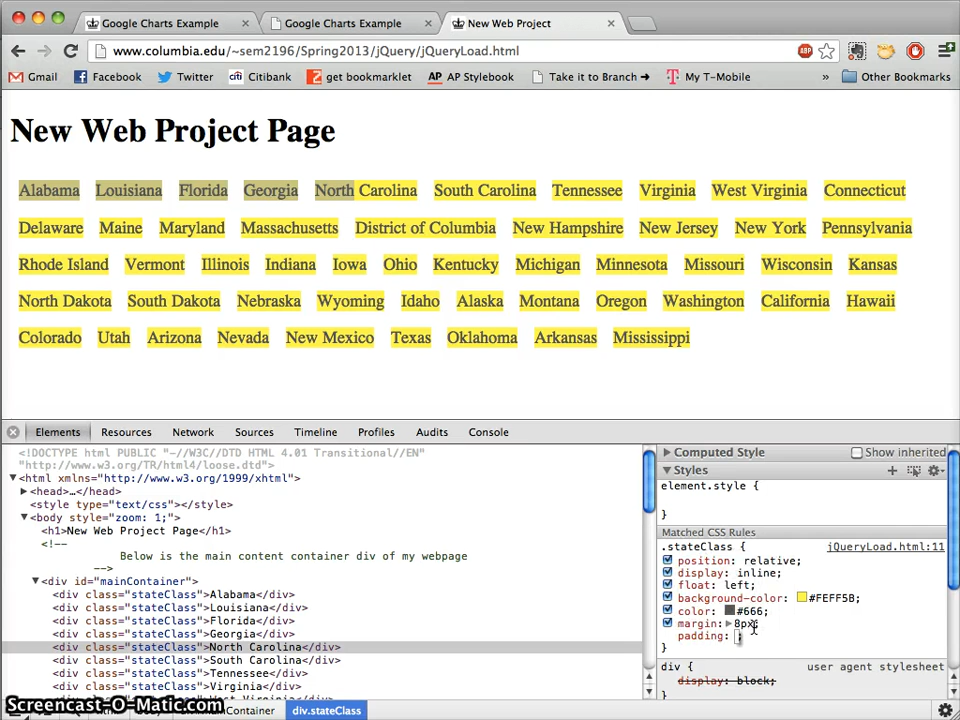 Google Charts Example
Google Charts Example
New Web Project
www.columbia.edu/~sem2196/Spring2013/jQuery/jQueryLoad.html
Gmail Facebook Twitter citi Citibank get bookmarklet AP AP Stylebook Take it to Branch → My T-Mobile » Other Bookmarks
New Web Project Page
Alabama Louisiana Florida Georgia North Carolina South Carolina Tennessee Virginia West Virginia Connecticut
Delaware Maine Maryland Massachusetts District of Columbia New Hampshire New Jersey New York Pennsylvania
Rhode Island Vermont Illinois Indiana Iowa Ohio Kentucky Michigan Minnesota Missouri Wisconsin Kansas
North Dakota South Dakota Nebraska Wyoming Idaho Alaska Montana Oregon Washington California Hawaii
Colorado Utah Arizona Nevada New Mexico Texas Oklahoma Arkansas Mississippi
Elements Resources Network Sources Timeline Profiles Audits Console
<!DOCTYPE html PUBLIC "-//W3C//DTD HTML 4.01 Transitional//EN"
"http://www.w3.org/TR/html4/loose.dtd">
<html xmlns="http://www.w3.org/1999/xhtml">
<head>…</head>
<style type="text/css"></style>
<body style="zoom: 1;">
<h1>New Web Project Page</h1>
<!--
Below is the main content container div of my webpage
-->
<div id="mainContainer">
<div class="stateClass">Alabama</div>
<div class="stateClass">Louisiana</div>
<div class="stateClass">Florida</div>
<div class="stateClass">Georgia</div>
<div class="stateClass">North Carolina</div>
<div class="stateClass">South Carolina</div>
<div class="stateClass">Tennessee</div>
<div class="stateClass">Virginia</div>
Computed Style Show inherited
Styles
element.style {
}
Matched CSS Rules
.stateClass { jQueryLoad.html:11
position: relative;
display: inline;
float: left;
background-color: #FEFF5B;
color: #666;
margin: 8px;
padding: ;
}
div { user agent stylesheet
display: block;
}
Screencast-O-Matic.com
div.stateClass